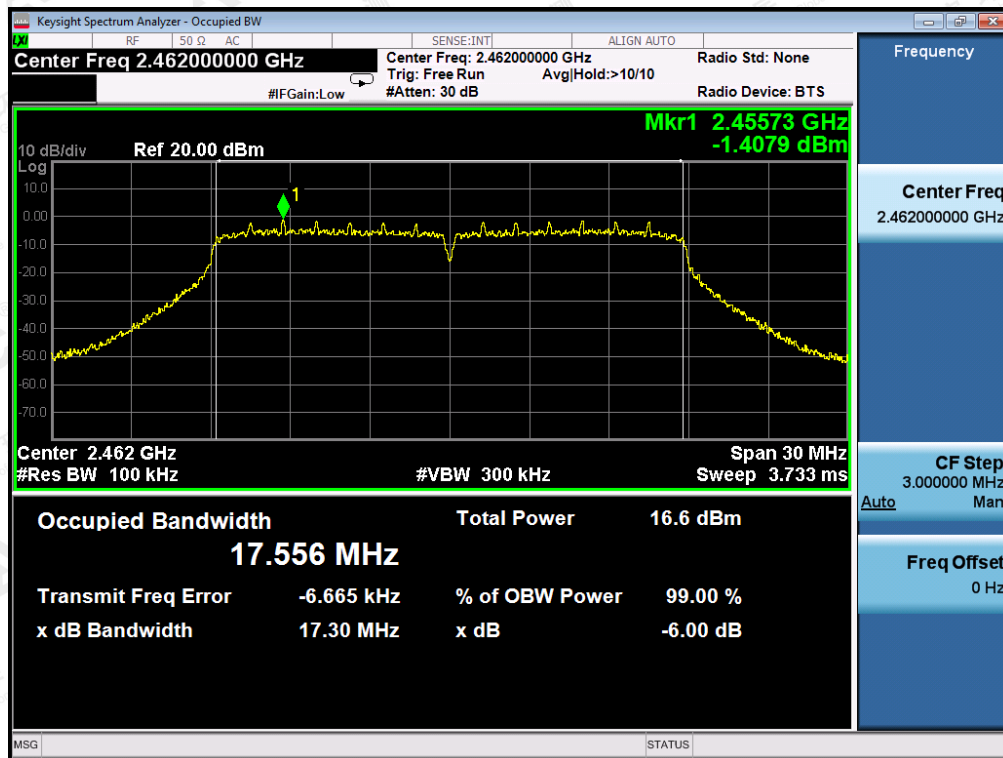 Keysight Spectrum Analyzer - Occupied BW
LXI RF 50 Ω AC SENSE:INT ALIGN AUTO
Center Freq 2.462000000 GHz
#IFGain:Low
Center Freq: 2.462000000 GHz Radio Std: None
Trig: Free Run Avg|Hold:>10/10
#Atten: 30 dB Radio Device: BTS
Mkr1 2.45573 GHz
-1.4079 dBm
10 dB/div Ref 20.00 dBm
Log
10.0
0.00
-10.0
-20.0
-30.0
-40.0
-50.0
-60.0
-70.0
1
Center 2.462 GHz Span 30 MHz
#Res BW 100 kHz #VBW 300 kHz Sweep 3.733 ms
Occupied Bandwidth Total Power 16.6 dBm
17.556 MHz
Transmit Freq Error -6.665 kHz % of OBW Power 99.00 %
x dB Bandwidth 17.30 MHz x dB -6.00 dB
MSG STATUS
Frequency
Center Freq
2.462000000 GHz
CF Step
3.000000 MHz
Auto Man
Freq Offset
0 Hz